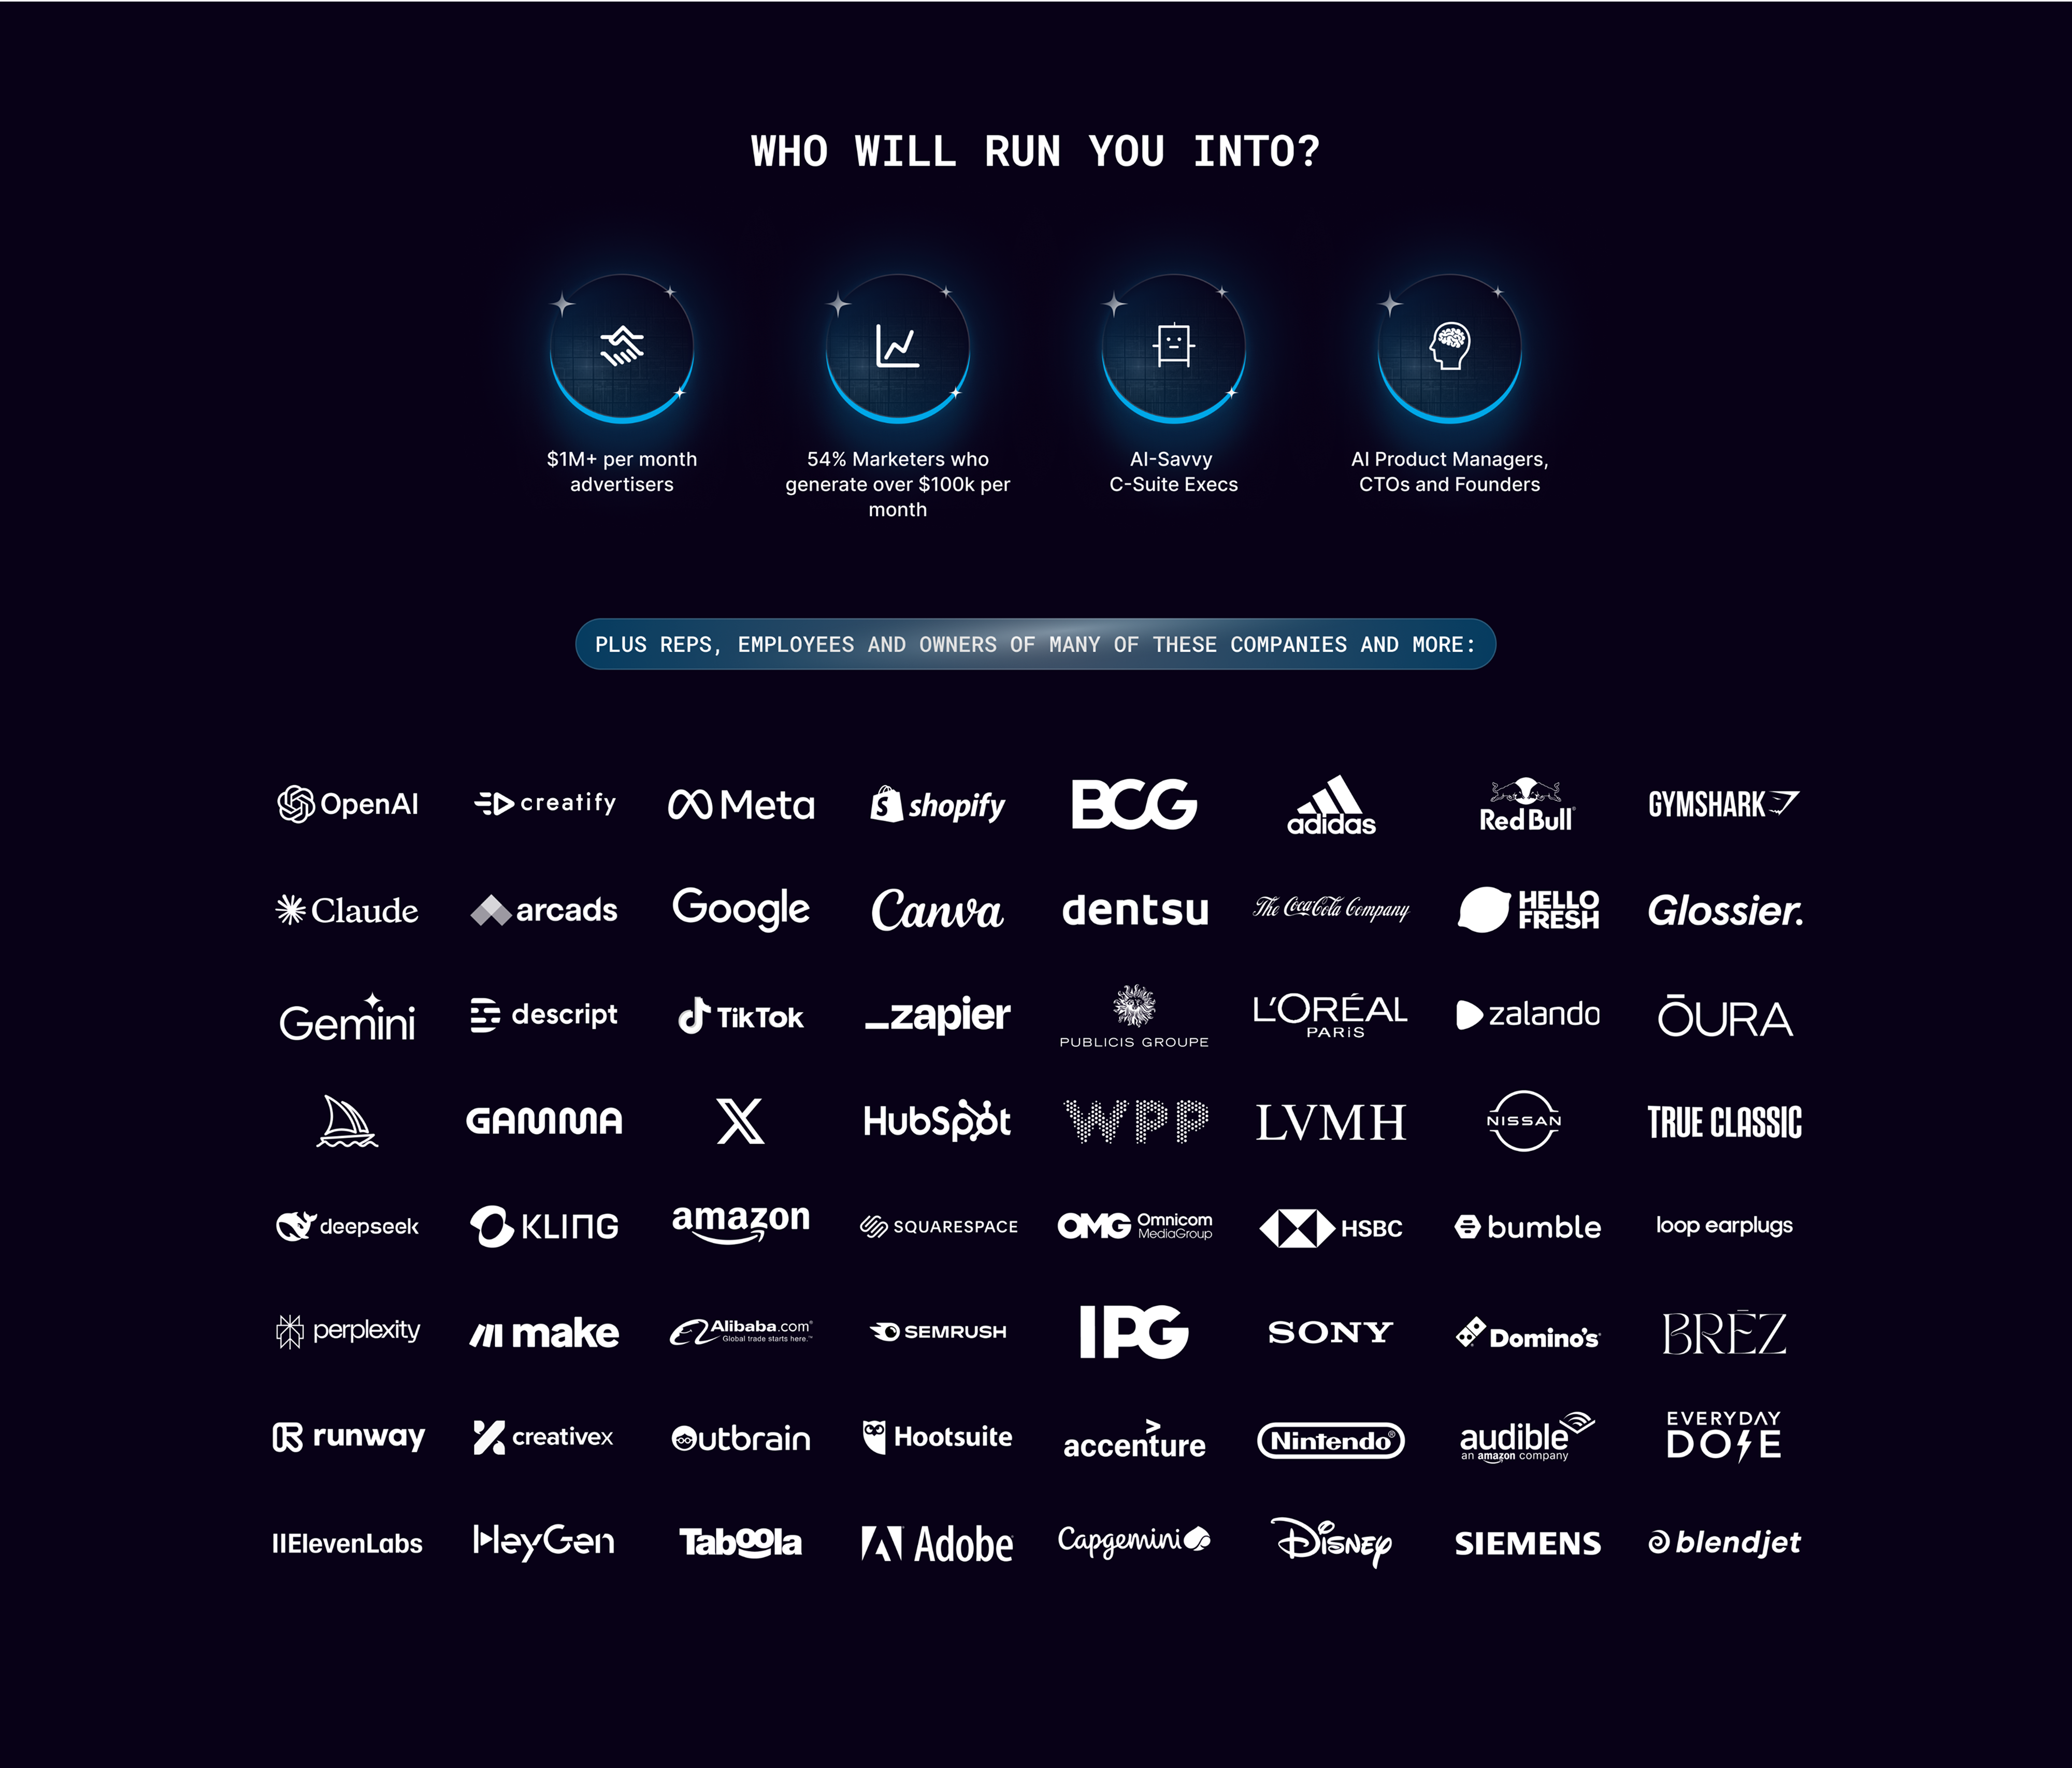 WHO WILL RUN YOU INTO?
$1M+ per month
advertisers
54% Marketers who
generate over $100k per
month
AI-Savvy
C-Suite Execs
AI Product Managers,
CTOs and Founders
PLUS REPS, EMPLOYEES AND OWNERS OF MANY OF THESE COMPANIES AND MORE:
OpenAI
creatify
Meta
shopify
BCG
adidas
Red Bull
GYMSHARK
Claude
arcads
Google
Canva
dentsu
The Coca-Cola Company
HELLO
FRESH
Glossier.
Gemini
descript
TikTok
_zapier
PUBLICIS GROUPE
L'ORÉAL
PARiS
zalando
ŌURA
GAMMA
X
HubSpot
WPP
LVMH
NISSAN
TRUE CLASSIC
deepseek
KLING
amazon
SQUARESPACE
OMG Omnicom
MediaGroup
HSBC
bumble
loop earplugs
perplexity
make
Alibaba.com®
Global trade starts here.™
SEMRUSH
IPG
SONY
Domino's
BRĒZ
runway
creativex
Outbrain
Hootsuite
accenture
Nintendo®
audible
an amazon company
EVERYDAY
DOSE
IIElevenLabs
HeyGen
Taboola
Adobe
Capgemini
Disney
SIEMENS
blendjet